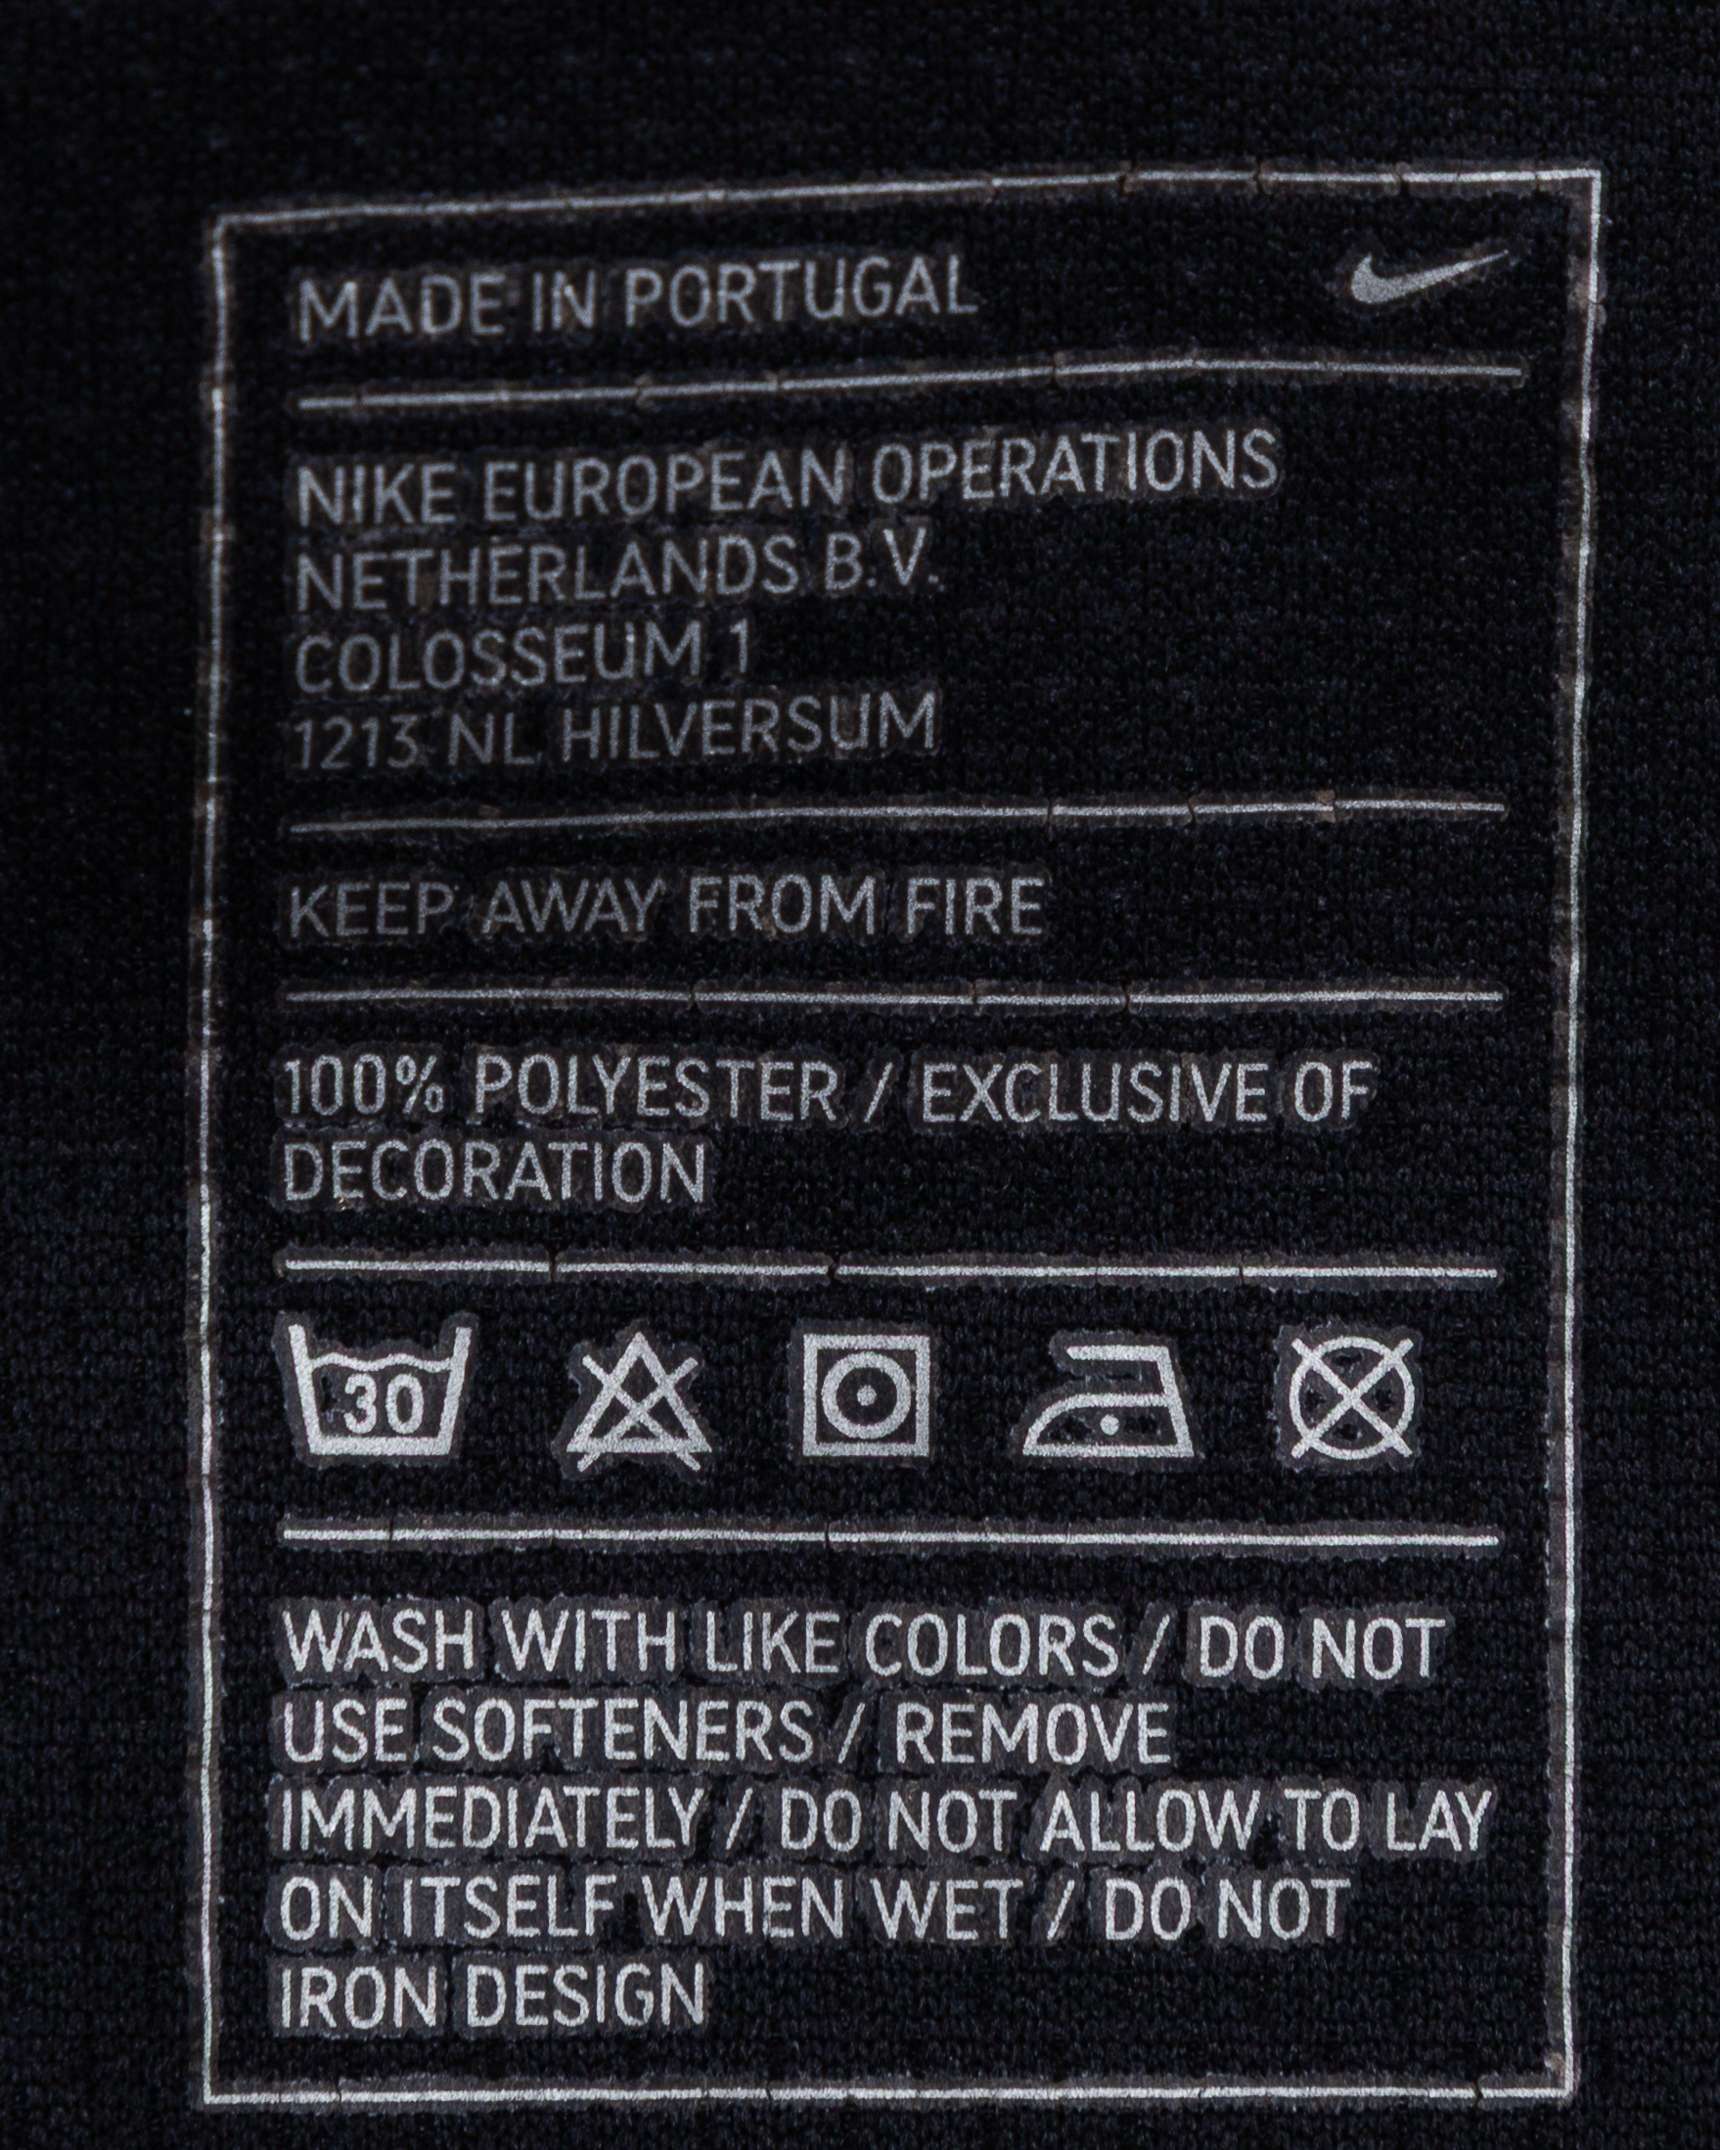 MADE IN PORTUGAL
NIKE EUROPEAN OPERATIONS
NETHERLANDS B.V.
COLOSSEUM 1
1213 NL HILVERSUM
KEEP AWAY FROM FIRE
100% POLYESTER / EXCLUSIVE OF
DECORATION
30
WASH WITH LIKE COLORS / DO NOT
USE SOFTENERS / REMOVE
IMMEDIATELY / DO NOT ALLOW TO LAY
ON ITSELF WHEN WET / DO NOT
IRON DESIGN